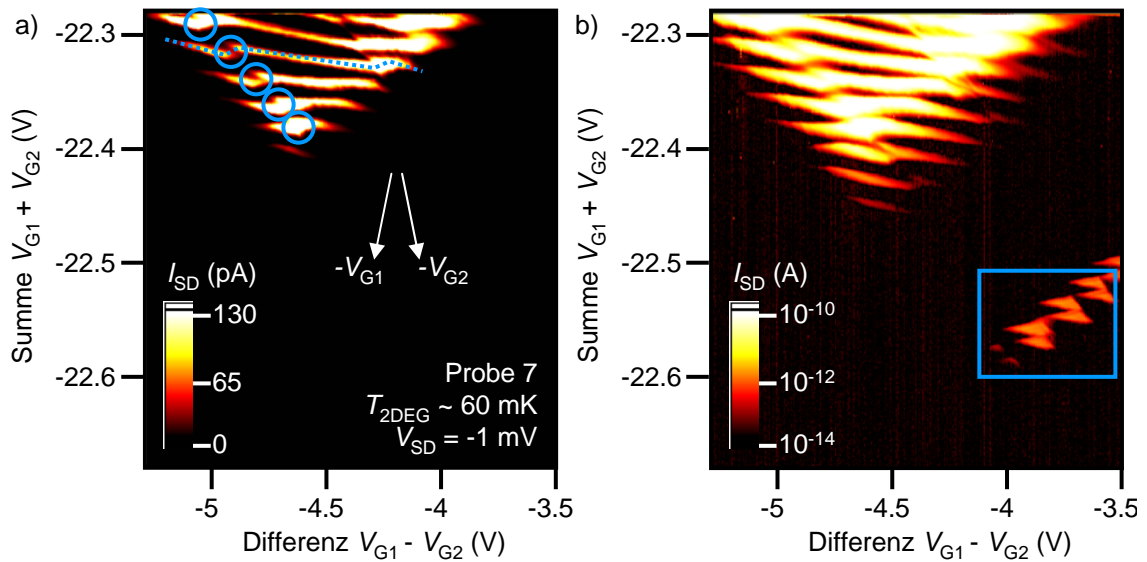 a)
Summe VG1 + VG2 (V)
-22.3
-22.4
-22.5
-22.6
-VG1 -VG2
ISD (pA)
130
65
0
Probe 7
T2DEG ~ 60 mK
VSD = -1 mV
-5 -4.5 -4 -3.5
Differenz VG1 - VG2 (V)
b)
Summe VG1 + VG2 (V)
-22.3
-22.4
-22.5
-22.6
ISD (A)
10-10
10-12
10-14
-5 -4.5 -4 -3.5
Differenz VG1 - VG2 (V)